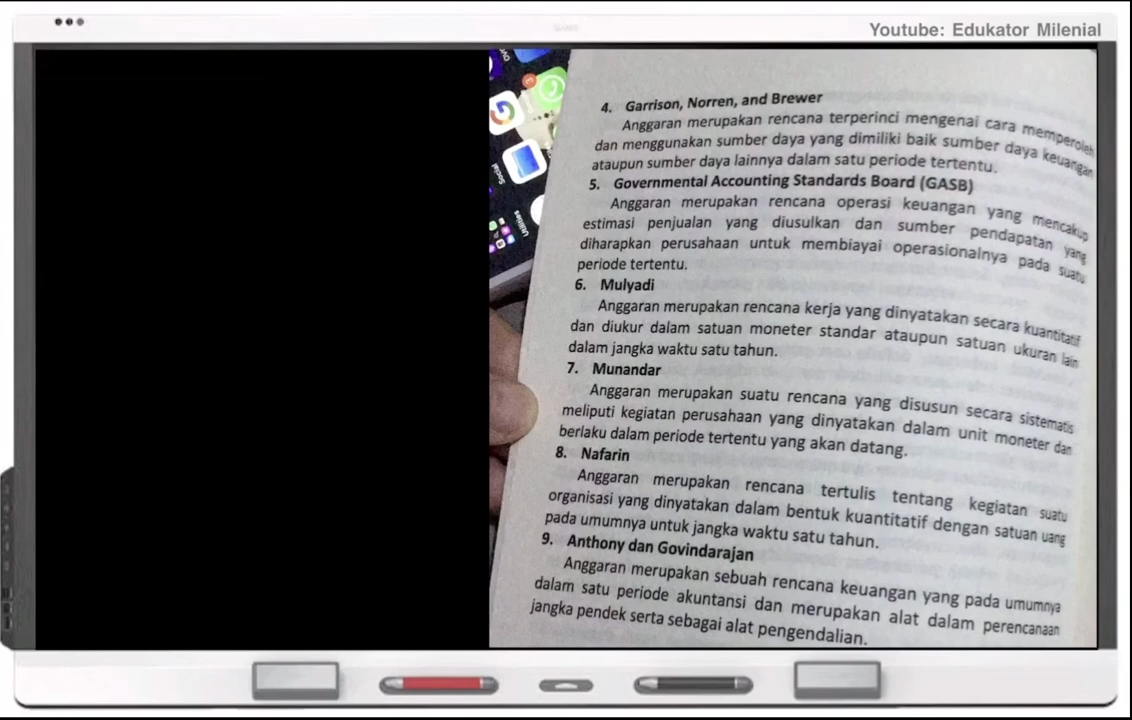 Youtube: Edukator Milenial
4. Garrison, Norren, and Brewer
Anggaran merupakan rencana terperinci mengenai cara memperoleh
dan menggunakan sumber daya yang dimiliki baik sumber daya keuangan
ataupun sumber daya lainnya dalam satu periode tertentu.
5. Governmental Accounting Standards Board (GASB)
Anggaran merupakan rencana operasi keuangan yang mencakup
estimasi penjualan yang diusulkan dan sumber pendapatan yang
diharapkan perusahaan untuk membiayai operasionalnya pada suatu
periode tertentu.
6. Mulyadi
Anggaran merupakan rencana kerja yang dinyatakan secara kuantitatif
dan diukur dalam satuan moneter standar ataupun satuan ukuran lain
dalam jangka waktu satu tahun.
7. Munandar
Anggaran merupakan suatu rencana yang disusun secara sistematis
meliputi kegiatan perusahaan yang dinyatakan dalam unit moneter dan
berlaku dalam periode tertentu yang akan datang.
8. Nafarin
Anggaran merupakan rencana tertulis tentang kegiatan suatu
organisasi yang dinyatakan dalam bentuk kuantitatif dengan satuan uang
pada umumnya untuk jangka waktu satu tahun.
9. Anthony dan Govindarajan
Anggaran merupakan sebuah rencana keuangan yang pada umumnya
dalam satu periode akuntansi dan merupakan alat dalam perencanaan
jangka pendek serta sebagai alat pengendalian.
Social
Utilities